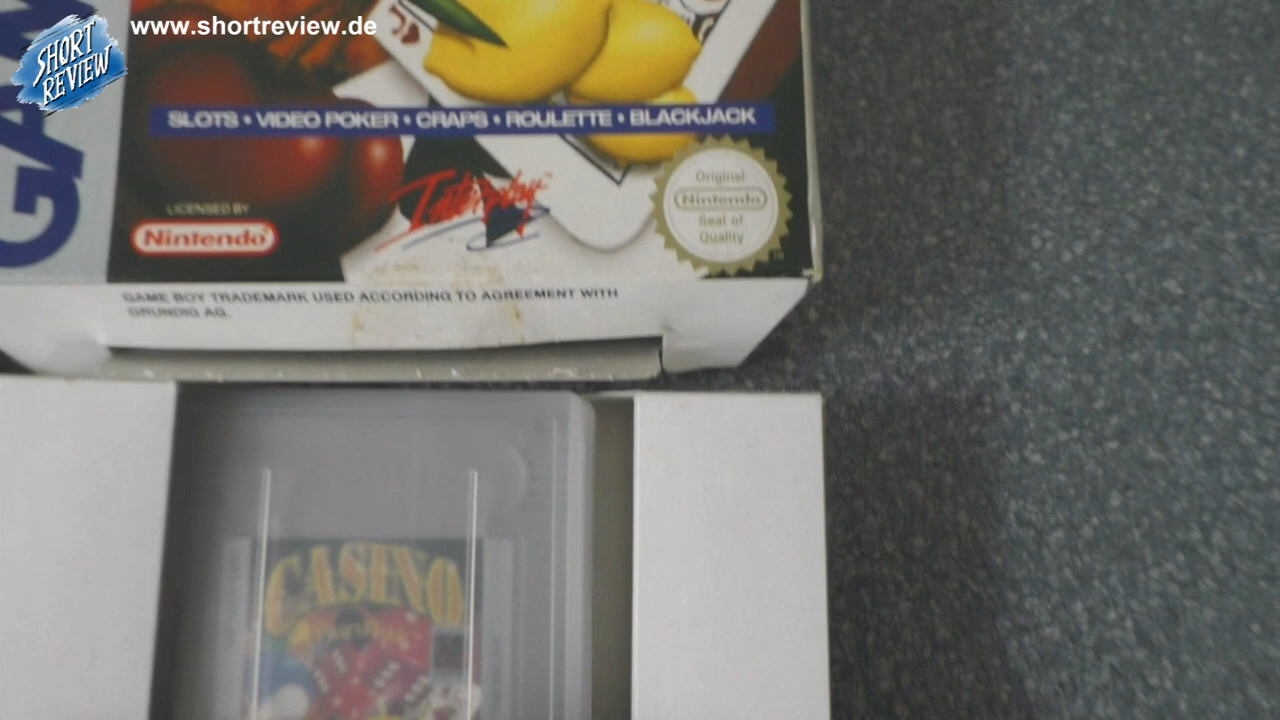 SHORT
REVIEW
www.shortreview.de
GAM
SLOTS • VIDEO POKER • CRAPS • ROULETTE • BLACKJACK
LICENSED BY
Nintendo
Interplay
Original
Nintendo
Seal of
Quality
GAME BOY TRADEMARK USED ACCORDING TO AGREEMENT WITH
GRUNDIG AG.
CASINO